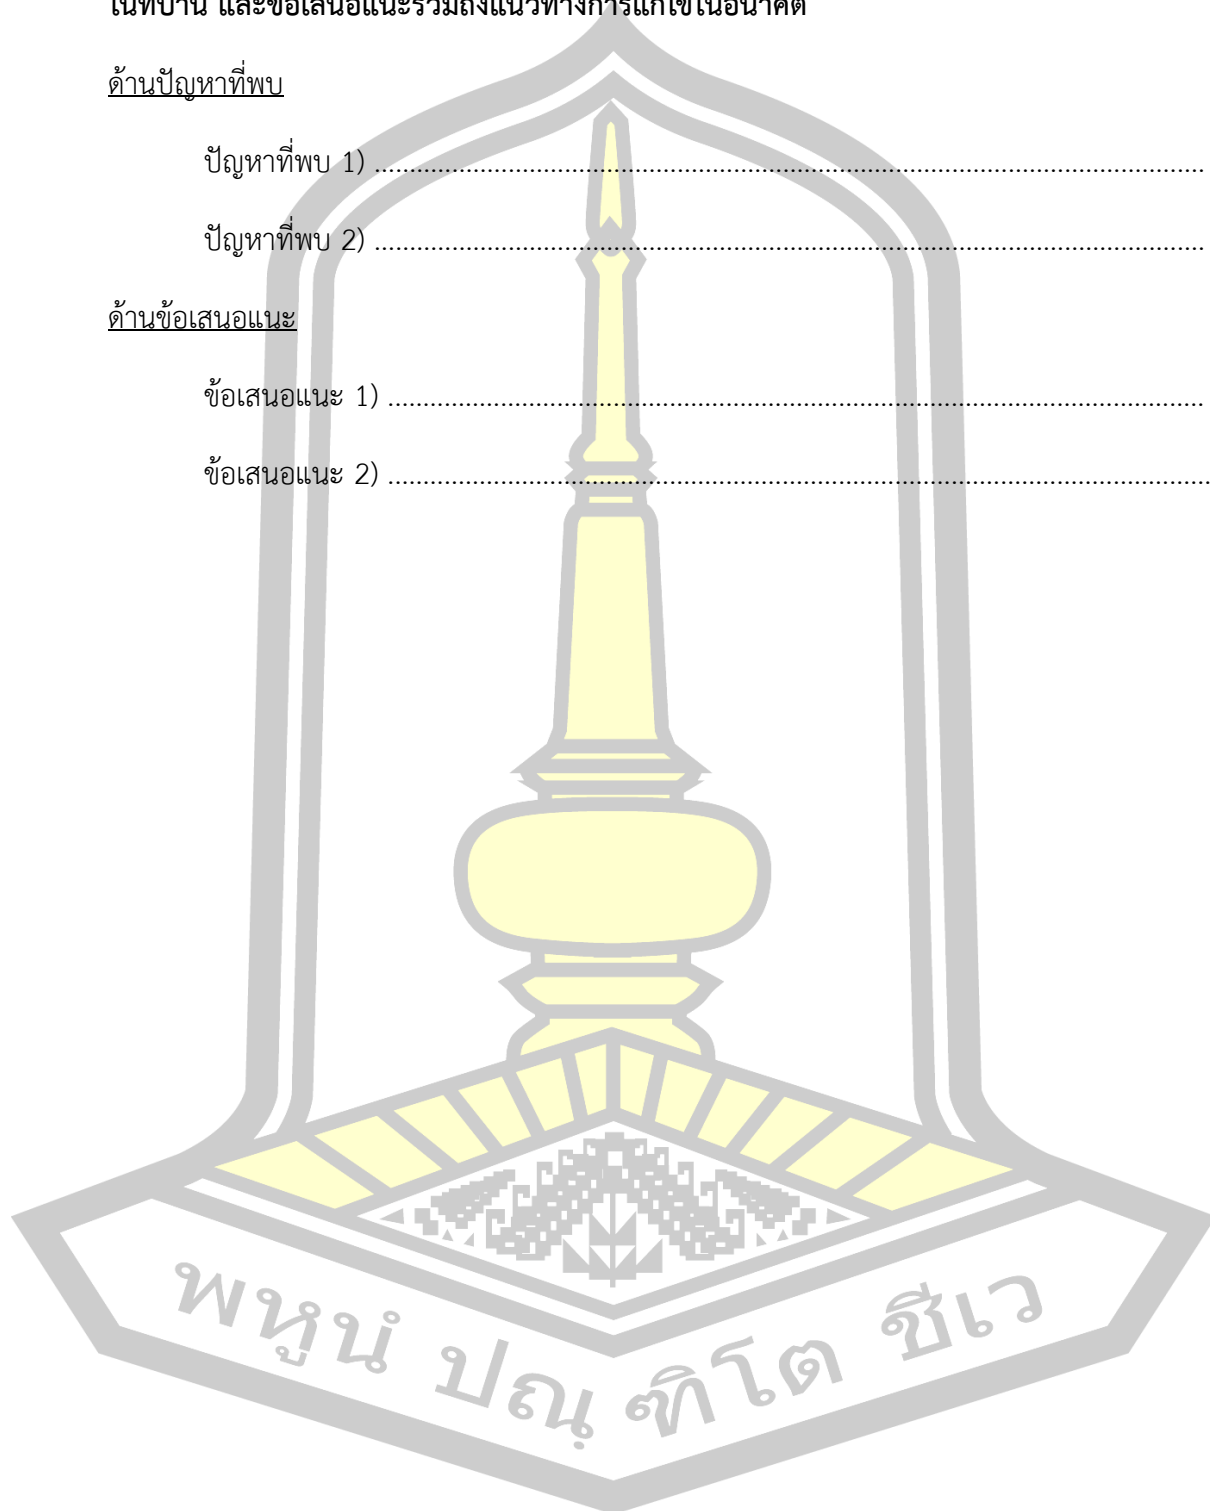 ในที่บ้าน และข้อเสนอแนะรวมถึงแนวทางการแก้ไขในอนาคต
ด้านปัญหาที่พบ
ปัญหาที่พบ 1) ........................................................................................................................
ปัญหาที่พบ 2) ........................................................................................................................
ด้านข้อเสนอแนะ
ข้อเสนอแนะ 1) ......................................................................................................................
ข้อเสนอแนะ 2) .......................................................................................................................
พหูนํ ปณฺฑิโต ชีเว